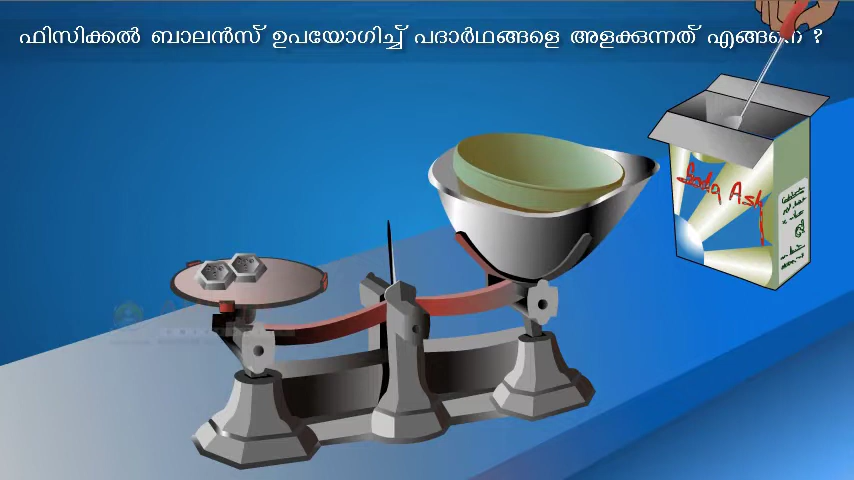 ഫിസിക്കൽ ബാലൻസ് ഉപയോഗിച്ച് പദാർഥങ്ങളെ അളക്കുന്നത് എങ്ങനെ ?
Soda Ash